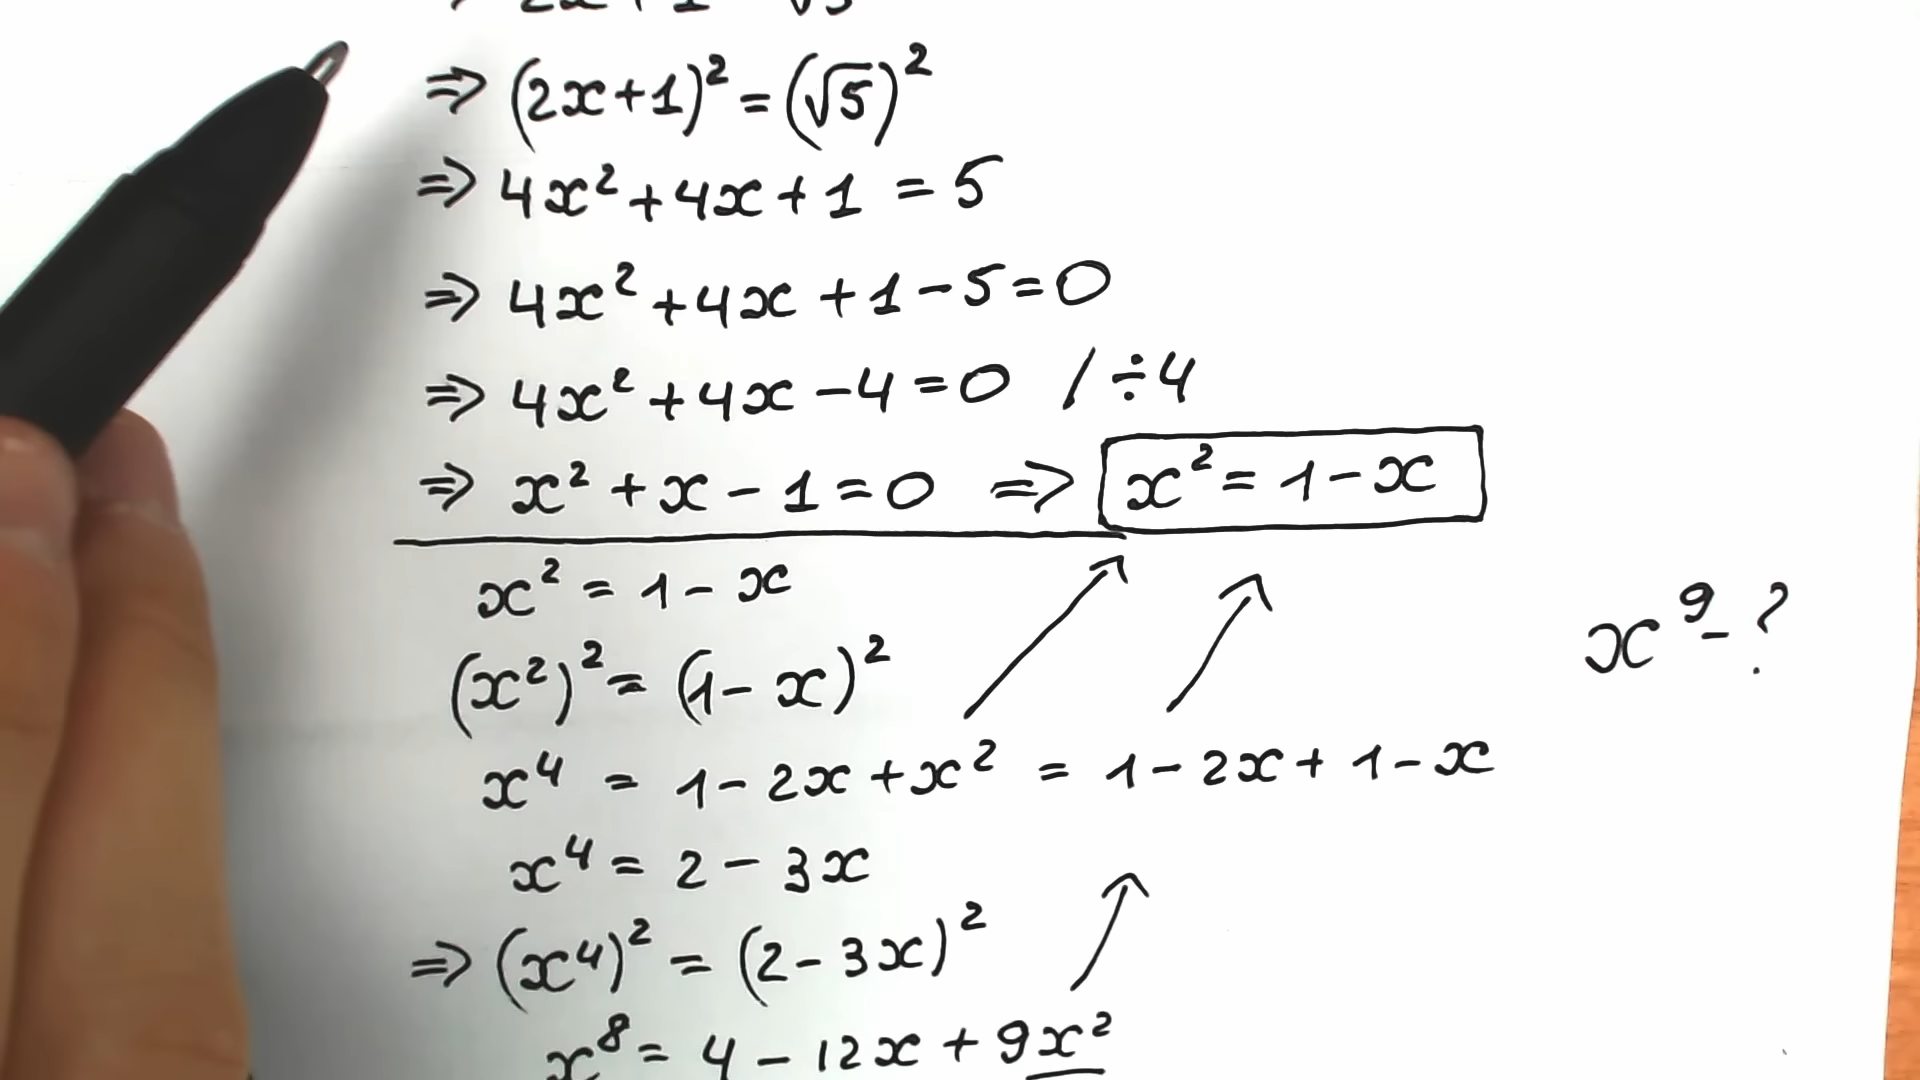 ⇒ (2x+1)² = (√5)²
⇒ 4x² + 4x + 1 = 5
⇒ 4x² + 4x + 1 - 5 = 0
⇒ 4x² + 4x - 4 = 0 / ÷4
⇒ x² + x - 1 = 0 ⇒ x² = 1 - x
x² = 1 - x
(x²)² = (1 - x)²
x⁹ - ?
x⁴ = 1 - 2x + x² = 1 - 2x + 1 - x
x⁴ = 2 - 3x
⇒ (x⁴)² = (2 - 3x)²
x⁸ = 4 - 12x + 9x²